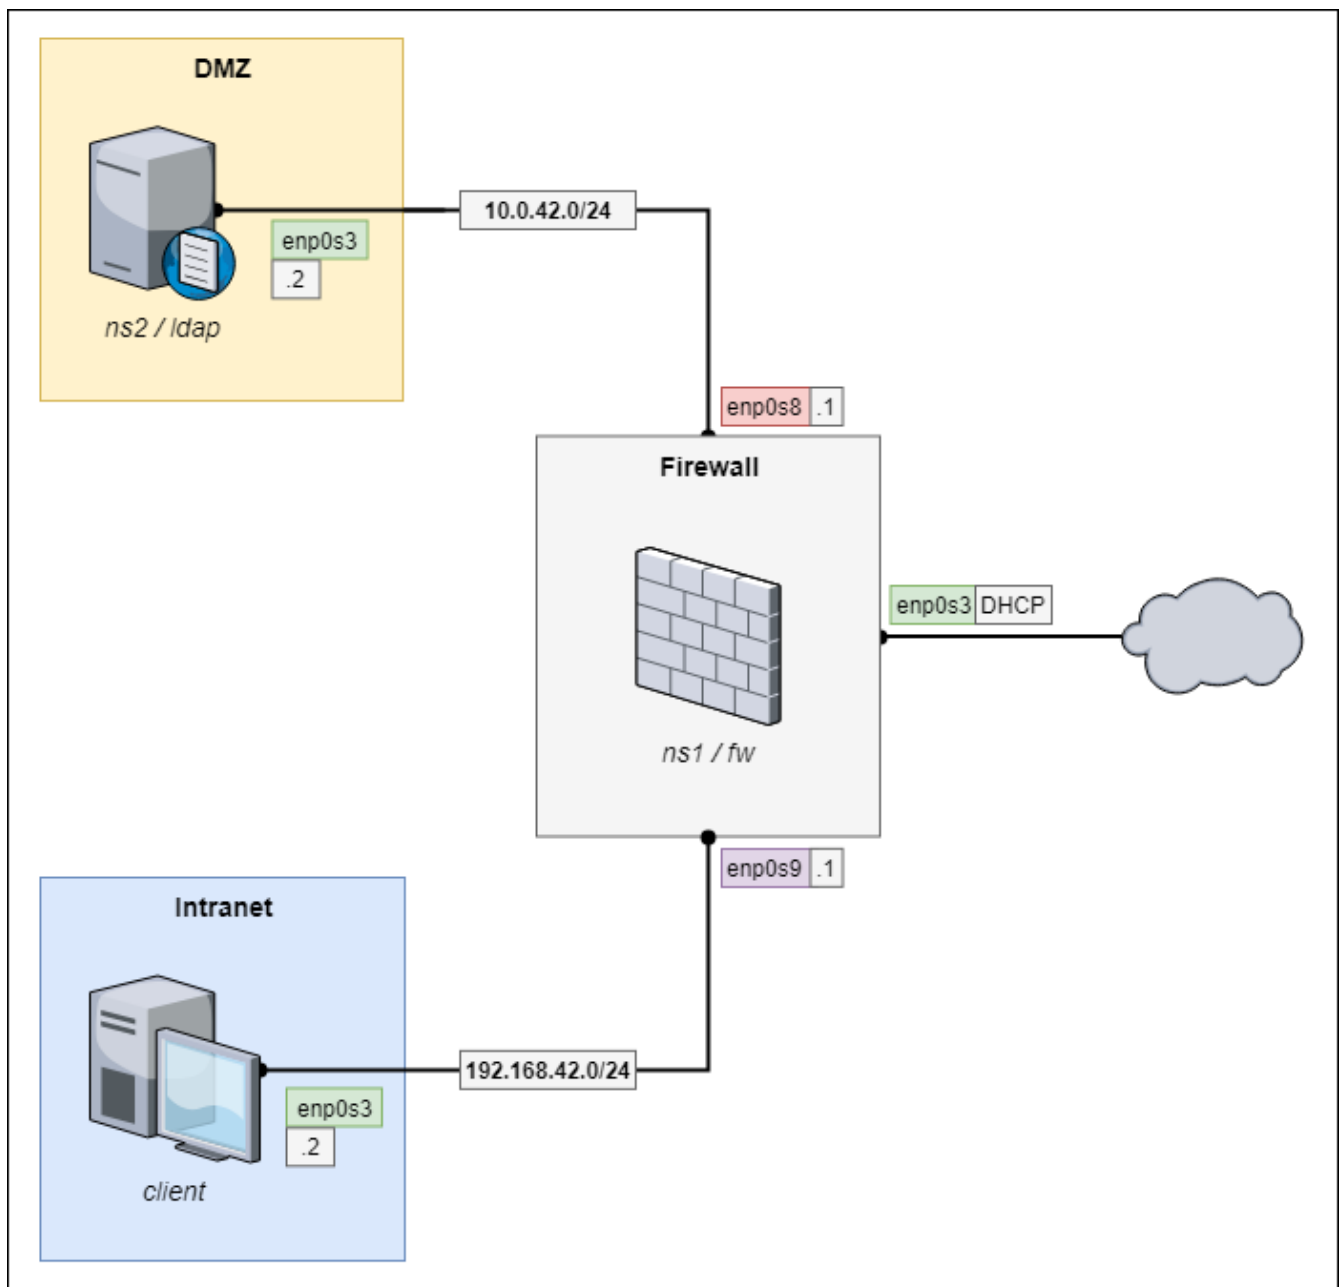 DMZ
enp0s3
.2
ns2 / ldap
10.0.42.0/24
enp0s8 .1
Firewall
ns1 / fw
enp0s3 DHCP
enp0s9 .1
Intranet
192.168.42.0/24
enp0s3
.2
client